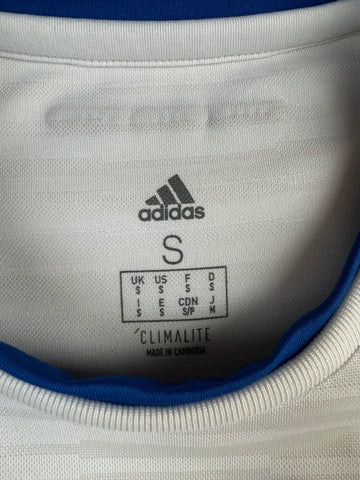 adidas
S
UK US F D
S S S S
I E CDN J
S S S/P M
CLIMALITE
MADE IN CAMBODIA